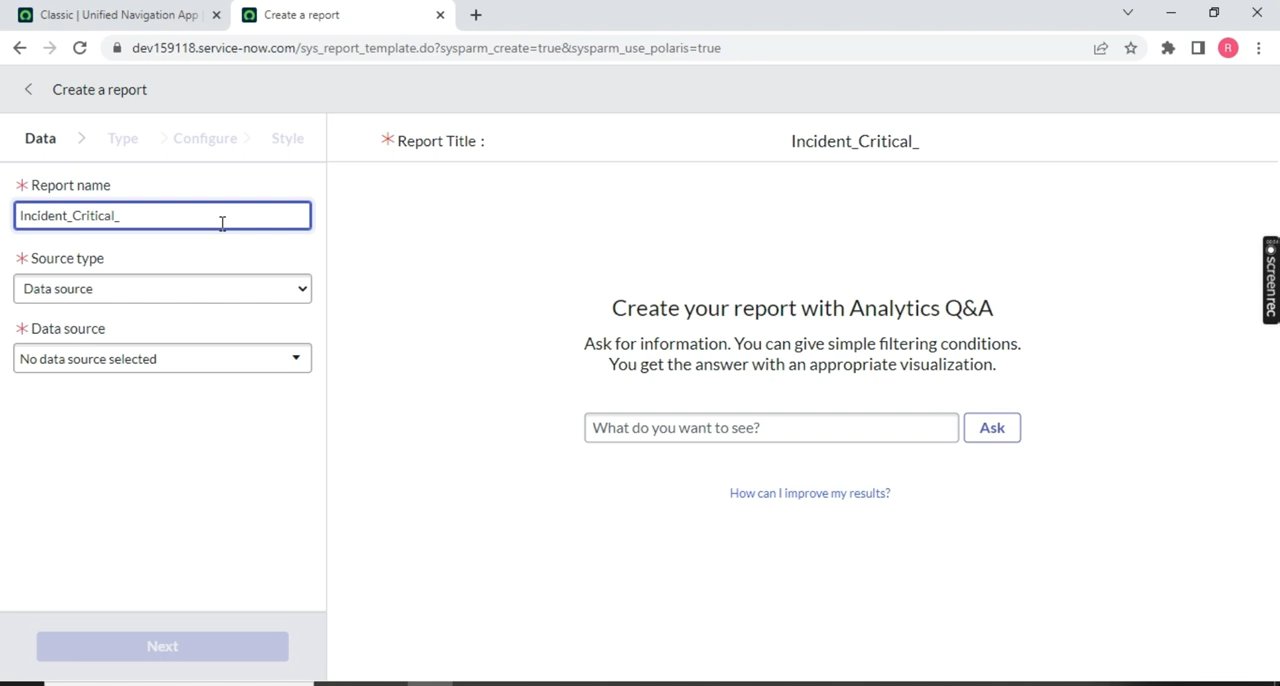 Classic | Unified Navigation App
Create a report
dev159118.service-now.com/sys_report_template.do?sysparm_create=true&sysparm_use_polaris=true
R
Create a report
Data
Type
Configure
Style
* Report Title :
Incident_Critical_
* Report name
Incident_Critical_
* Source type
Data source
* Data source
No data source selected
Create your report with Analytics Q&A
Ask for information. You can give simple filtering conditions.
You get the answer with an appropriate visualization.
What do you want to see?
Ask
How can I improve my results?
Next
screenrec